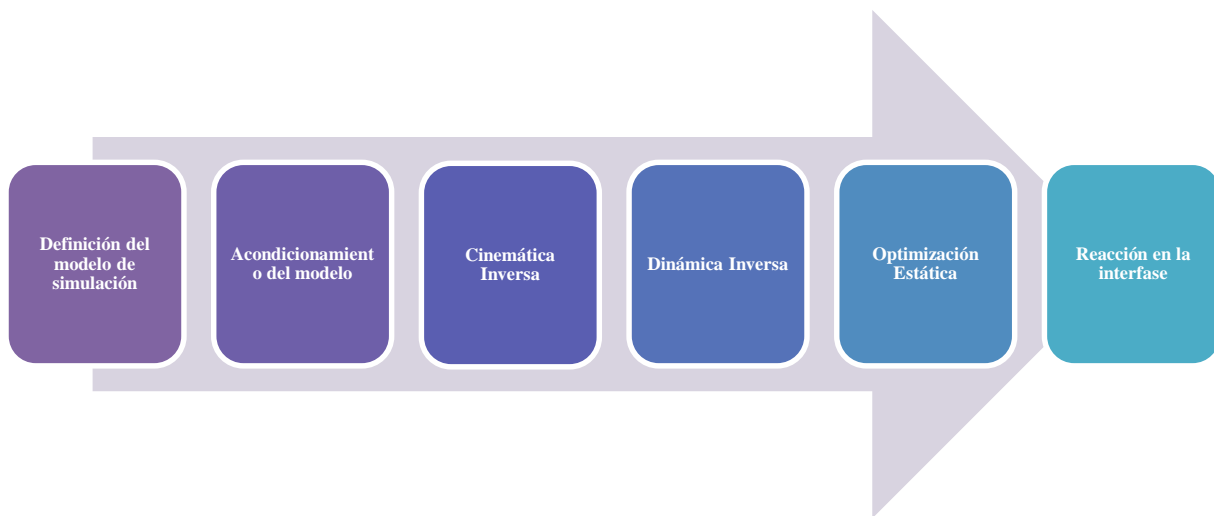 Definición del
modelo de
simulación
Acondicionamient
o del modelo
Cinemática
Inversa
Dinámica Inversa
Optimización
Estática
Reacción en la
interfase